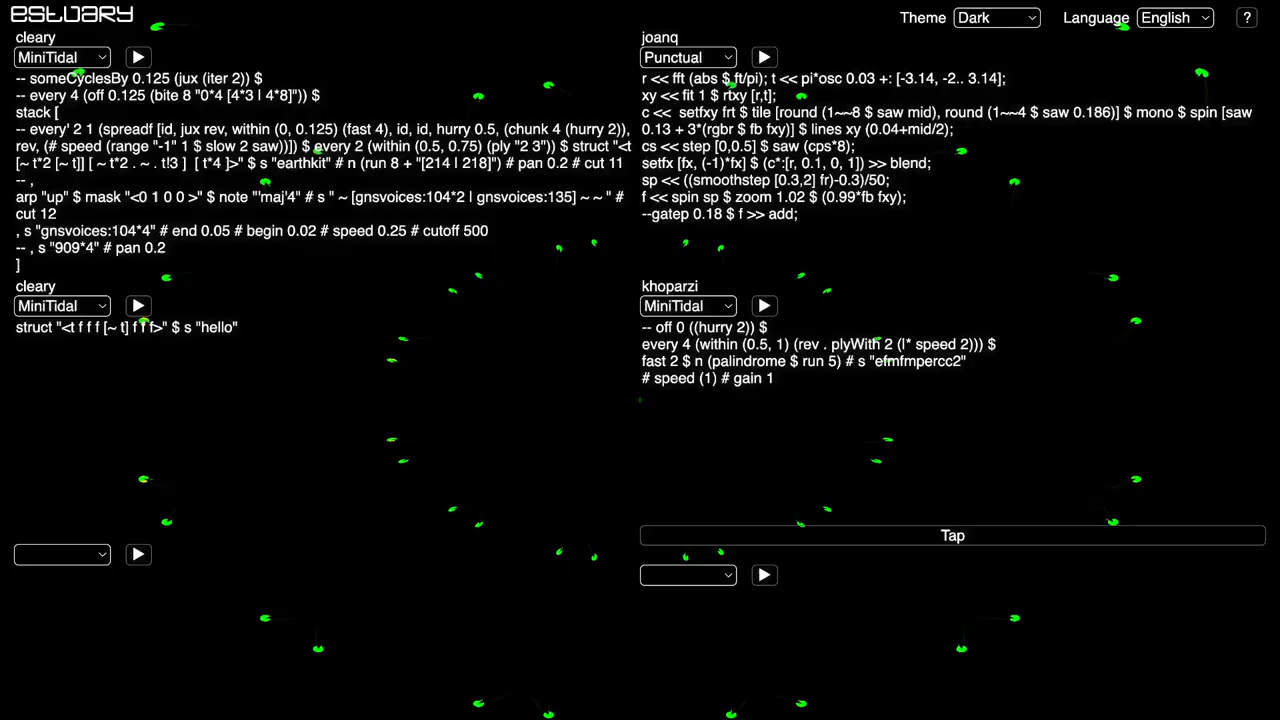 estuary
Theme Dark Language English ?
cleary
MiniTidal
-- someCyclesBy 0.125 (jux (iter 2)) $
-- every 4 (off 0.125 (bite 8 "0*4 [4*3 | 4*8]")) $
stack [
-- every' 2 1 (spreadf [id, jux rev, within (0, 0.125) (fast 4), id, id, hurry 0.5, (chunk 4 (hurry 2)),
rev, (# speed (range "-1" 1 $ slow 2 saw))]) $ every 2 (within (0.5, 0.75) (ply "2 3")) $ struct "<t
[~ t*2 [~ t]] [ ~ t*2 . ~ . t!3 ] [ t*4 ]>" $ s "earthkit" # n (run 8 + "[214 | 218]") # pan 0.2 # cut 11
-- ,
arp "up" $ mask "<0 1 0 0 >" $ note "'maj'4" # s " ~ [gnsvoices:104*2 | gnsvoices:135] ~ ~ " #
cut 12
, s "gnsvoices:104*4" # end 0.05 # begin 0.02 # speed 0.25 # cutoff 500
-- , s "909*4" # pan 0.2
]
joanq
Punctual
r << fft (abs $ ft/pi); t << pi*osc 0.03 +: [-3.14, -2.. 3.14];
xy << fit 1 $ rtxy [r,t];
c << setfxy frt $ tile [round (1~~8 $ saw mid), round (1~~4 $ saw 0.186)] $ mono $ spin [saw
0.13 + 3*(rgbr $ fb fxy)] $ lines xy (0.04+mid/2);
cs << step [0,0.5] $ saw (cps*8);
setfx [fx, (-1)*fx] $ (c*:[r, 0.1, 0, 1]) >> blend;
sp << ((smoothstep [0.3,2] fr)-0.3)/50;
f << spin sp $ zoom 1.02 $ (0.99*fb fxy);
--gatep 0.18 $ f >> add;
cleary
MiniTidal
struct "<t f f f [~ t] f f f>" $ s "hello"
khoparzi
MiniTidal
-- off 0 ((hurry 2)) $
every 4 (within (0.5, 1) (rev . plyWith 2 (|* speed 2))) $
fast 2 $ n (palindrome $ run 5) # s "efmfmpercc2"
# speed (1) # gain 1
Tap